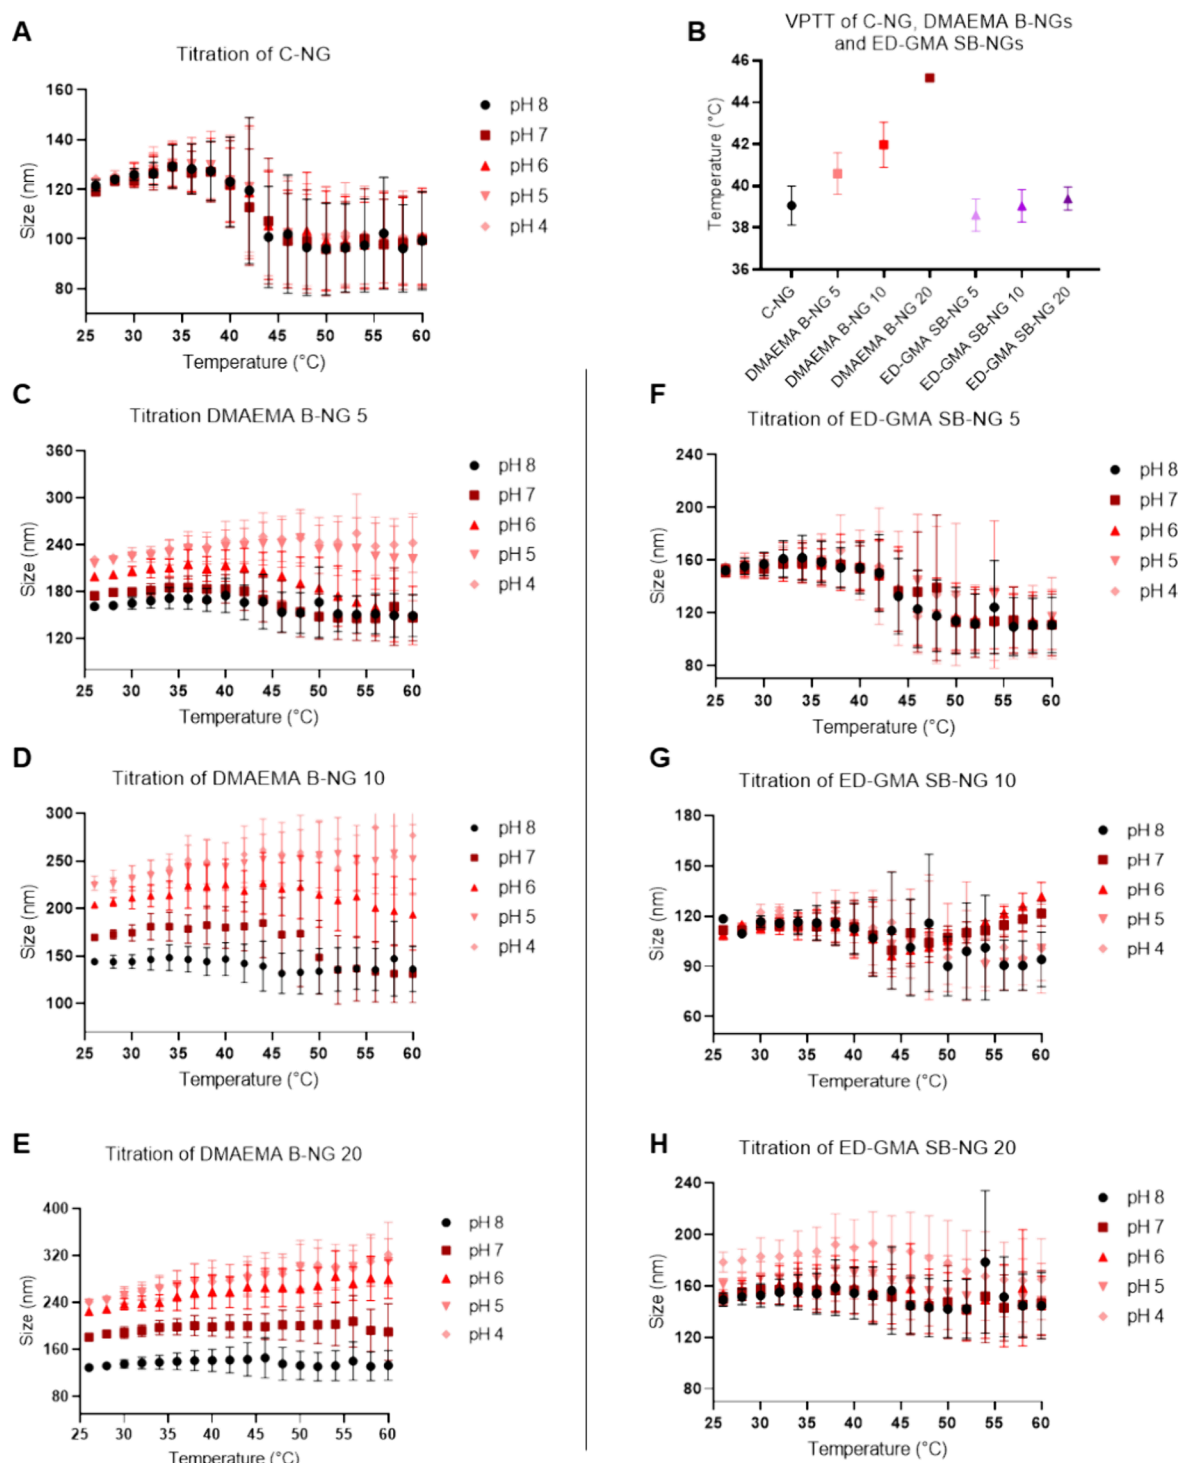 A
Titration of C-NG
160
140
120
100
80
Size (nm)
25 30 35 40 45 50 55 60
Temperature (°C)
pH 8
pH 7
pH 6
pH 5
pH 4
B
VPTT of C-NG, DMAEMA B-NGs
and ED-GMA SB-NGs
46
44
42
40
38
36
Temperature (°C)
C-NG
DMAEMA B-NG 5
DMAEMA B-NG 10
DMAEMA B-NG 20
ED-GMA SB-NG 5
ED-GMA SB-NG 10
ED-GMA SB-NG 20
C
Titration DMAEMA B-NG 5
360
300
240
180
120
Size (nm)
25 30 35 40 45 50 55 60
Temperature (°C)
pH 8
pH 7
pH 6
pH 5
pH 4
F
Titration of ED-GMA SB-NG 5
240
200
160
120
80
Size (nm)
25 30 35 40 45 50 55 60
Temperature (°C)
pH 8
pH 7
pH 6
pH 5
pH 4
D
Titration of DMAEMA B-NG 10
300
250
200
150
100
Size (nm)
25 30 35 40 45 50 55 60
Temperature (°C)
pH 8
pH 7
pH 6
pH 5
pH 4
G
Titration of ED-GMA SB-NG 10
180
150
120
90
60
Size (nm)
25 30 35 40 45 50 55 60
Temperature (°C)
pH 8
pH 7
pH 6
pH 5
pH 4
E
Titration of DMAEMA B-NG 20
400
320
240
160
80
Size (nm)
25 30 35 40 45 50 55 60
Temperature (°C)
pH 8
pH 7
pH 6
pH 5
pH 4
H
Titration of ED-GMA SB-NG 20
240
200
160
120
80
Size (nm)
25 30 35 40 45 50 55 60
Temperature (°C)
pH 8
pH 7
pH 6
pH 5
pH 4